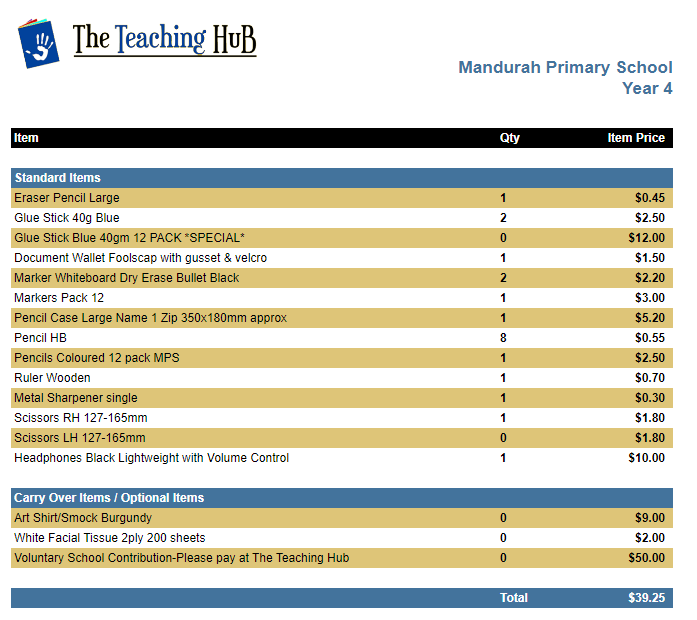 The Teaching Hub
Mandurah Primary School
Year 4
Item Qty Item Price
Standard Items
Eraser Pencil Large 1 $0.45
Glue Stick 40g Blue 2 $2.50
Glue Stick Blue 40gm 12 PACK *SPECIAL* 0 $12.00
Document Wallet Foolscap with gusset & velcro 1 $1.50
Marker Whiteboard Dry Erase Bullet Black 2 $2.20
Markers Pack 12 1 $3.00
Pencil Case Large Name 1 Zip 350x180mm approx 1 $5.20
Pencil HB 8 $0.55
Pencils Coloured 12 pack MPS 1 $2.50
Ruler Wooden 1 $0.70
Metal Sharpener single 1 $0.30
Scissors RH 127-165mm 1 $1.80
Scissors LH 127-165mm 0 $1.80
Headphones Black Lightweight with Volume Control 1 $10.00
Carry Over Items / Optional Items
Art Shirt/Smock Burgundy 0 $9.00
White Facial Tissue 2ply 200 sheets 0 $2.00
Voluntary School Contribution-Please pay at The Teaching Hub 0 $50.00
Total $39.25